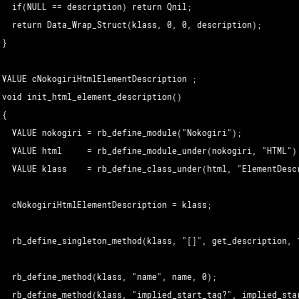 if(NULL == description) return Qnil;
return Data_Wrap_Struct(klass, 0, 0, description);
}
VALUE cNokogiriHtmlElementDescription ;
void init_html_element_description()
{
VALUE nokogiri = rb_define_module("Nokogiri");
VALUE html = rb_define_module_under(nokogiri, "HTML")
VALUE klass = rb_define_class_under(html, "ElementDescr
cNokogiriHtmlElementDescription = klass;
rb_define_singleton_method(klass, "[]", get_description,
rb_define_method(klass, "name", name, 0);
rb_define_method(klass, "implied_start_tag?", implied_sta